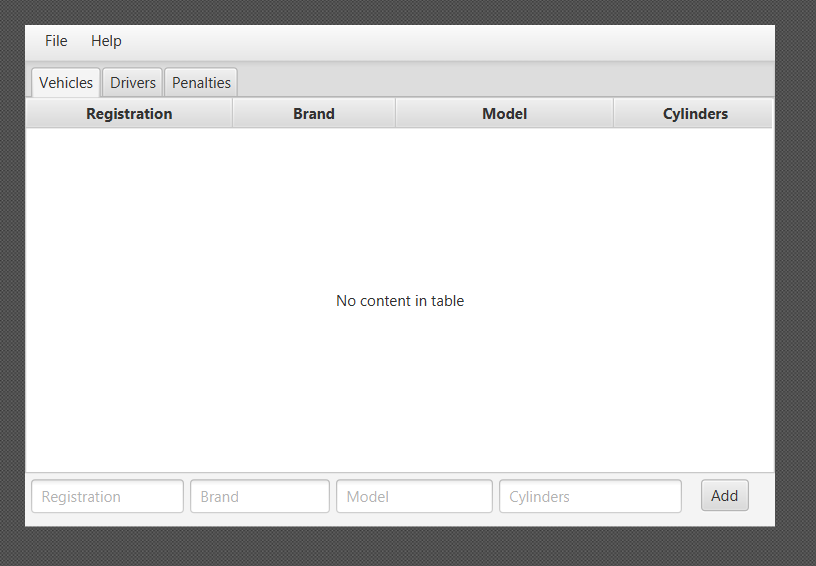 File Help
Vehicles Drivers Penalties
Registration Brand Model Cylinders
No content in table
Registration Brand Model Cylinders Add